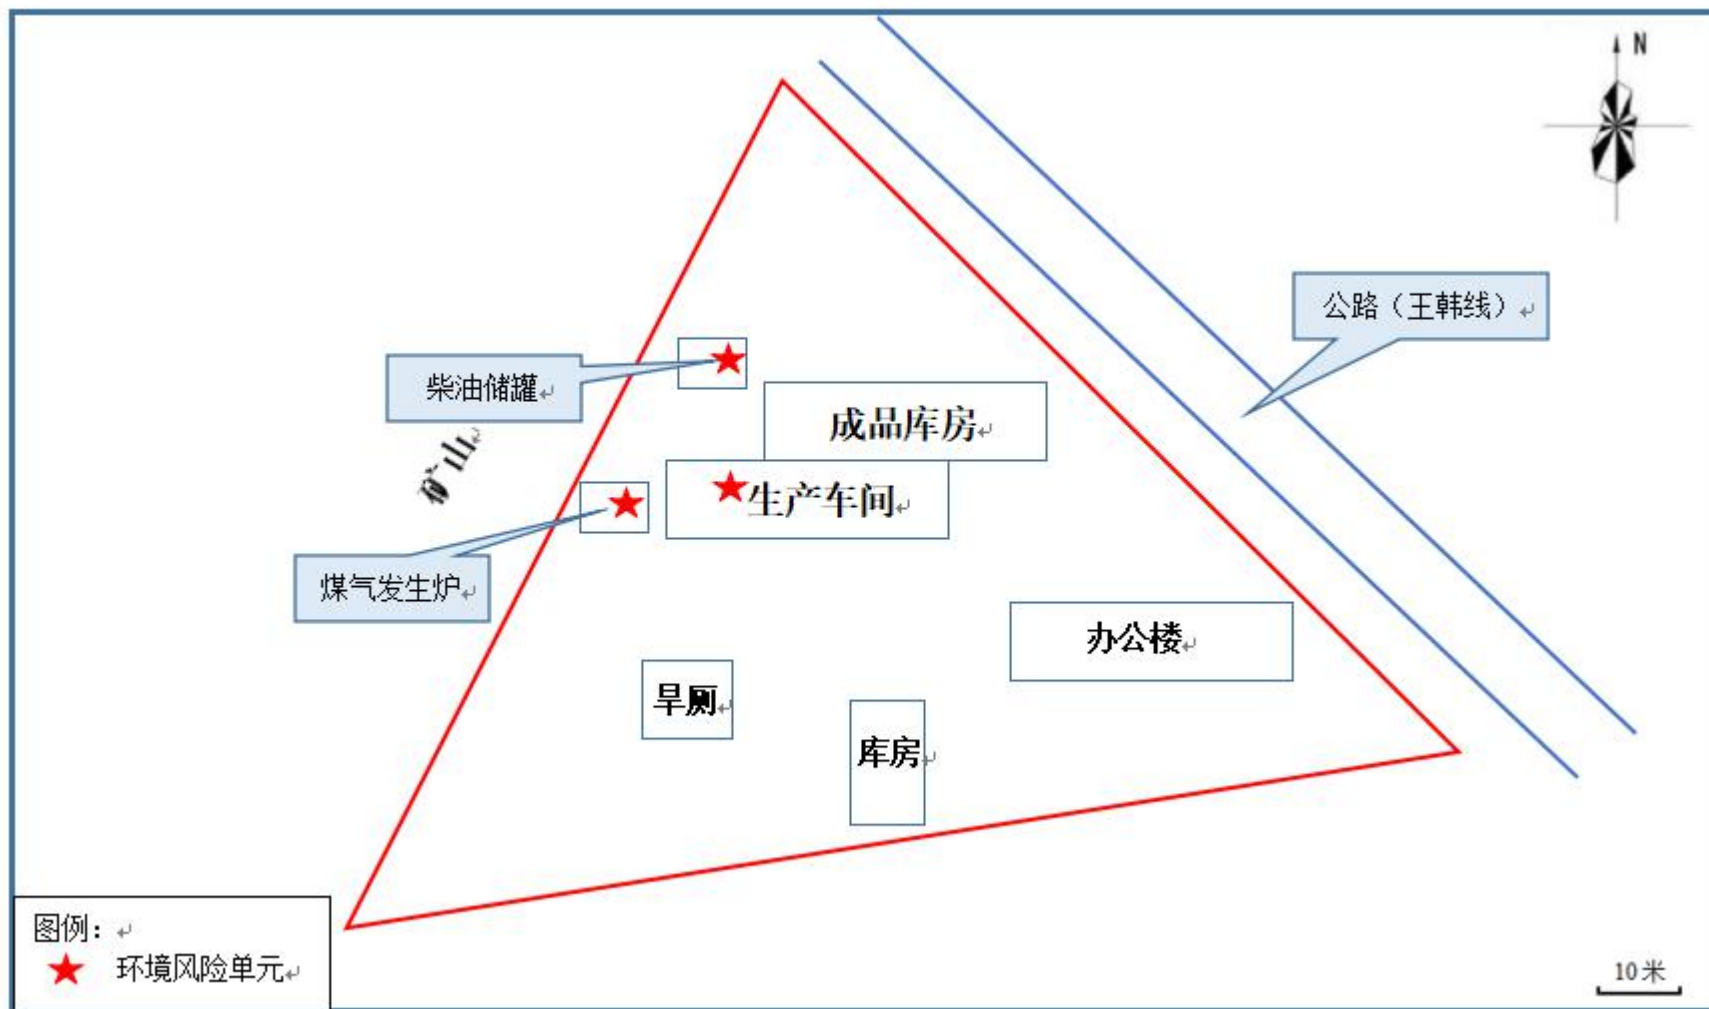 N
公路（王韩线）
柴油储罐
成品库房
矿山
生产车间
煤气发生炉
办公楼
旱厕
库房
图例：
环境风险单元
10米